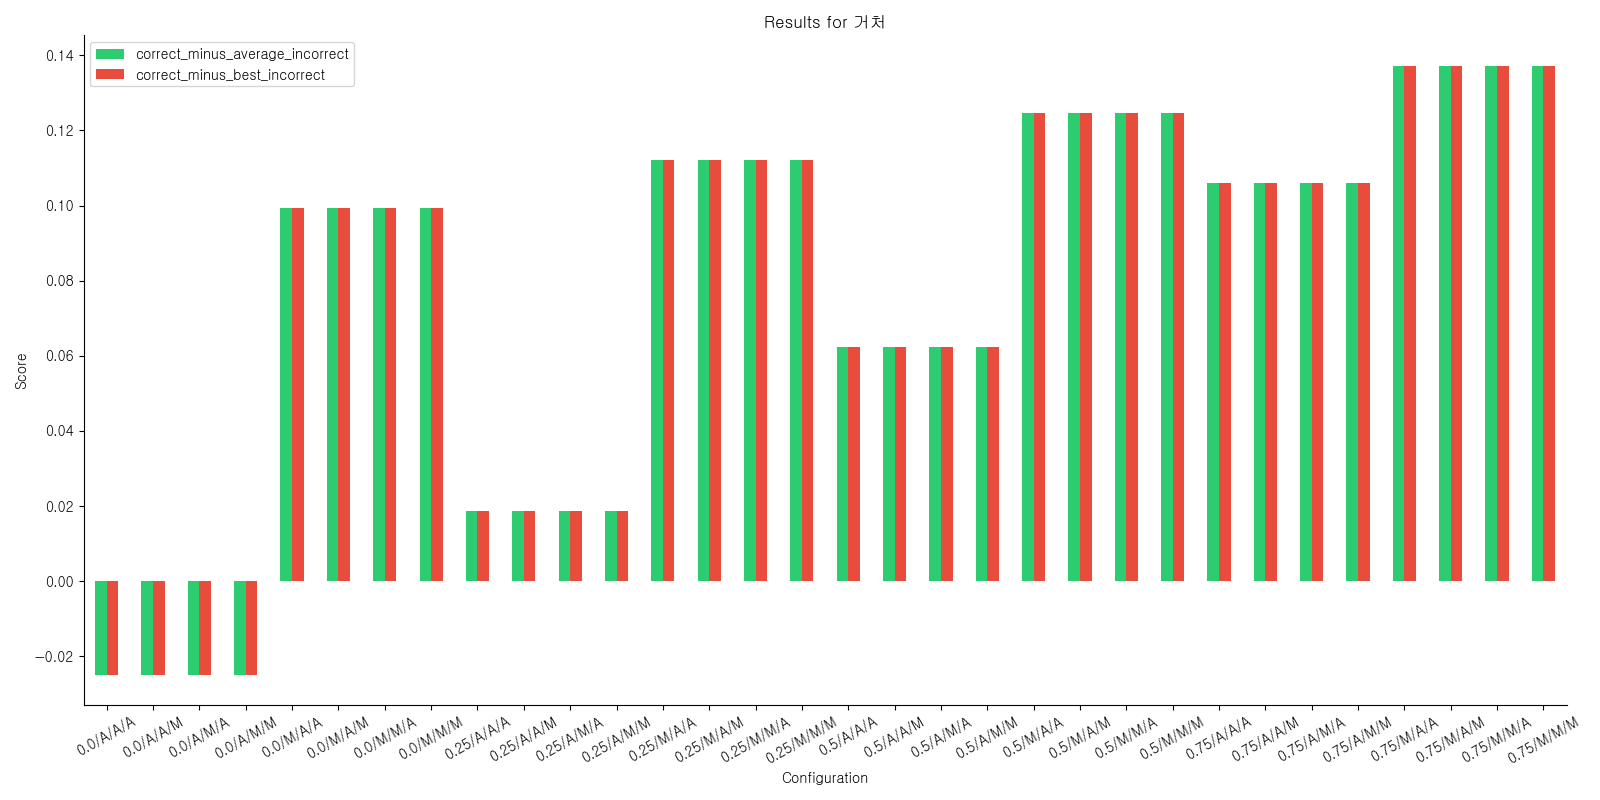 Results for 거처
correct_minus_average_incorrect
correct_minus_best_incorrect
0.14
0.12
0.10
0.08
0.06
0.04
0.02
0.00
−0.02
Score
0.0/A/A/A
0.0/A/A/M
0.0/A/M/A
0.0/A/M/M
0.0/M/A/A
0.0/M/A/M
0.0/M/M/A
0.0/M/M/M
0.25/A/A/A
0.25/A/A/M
0.25/A/M/A
0.25/A/M/M
0.25/M/A/A
0.25/M/A/M
0.25/M/M/A
0.25/M/M/M
0.5/A/A/A
0.5/A/A/M
0.5/A/M/A
0.5/A/M/M
0.5/M/A/A
0.5/M/A/M
0.5/M/M/A
0.5/M/M/M
0.75/A/A/A
0.75/A/A/M
0.75/A/M/A
0.75/A/M/M
0.75/M/A/A
0.75/M/A/M
0.75/M/M/A
0.75/M/M/M
Configuration